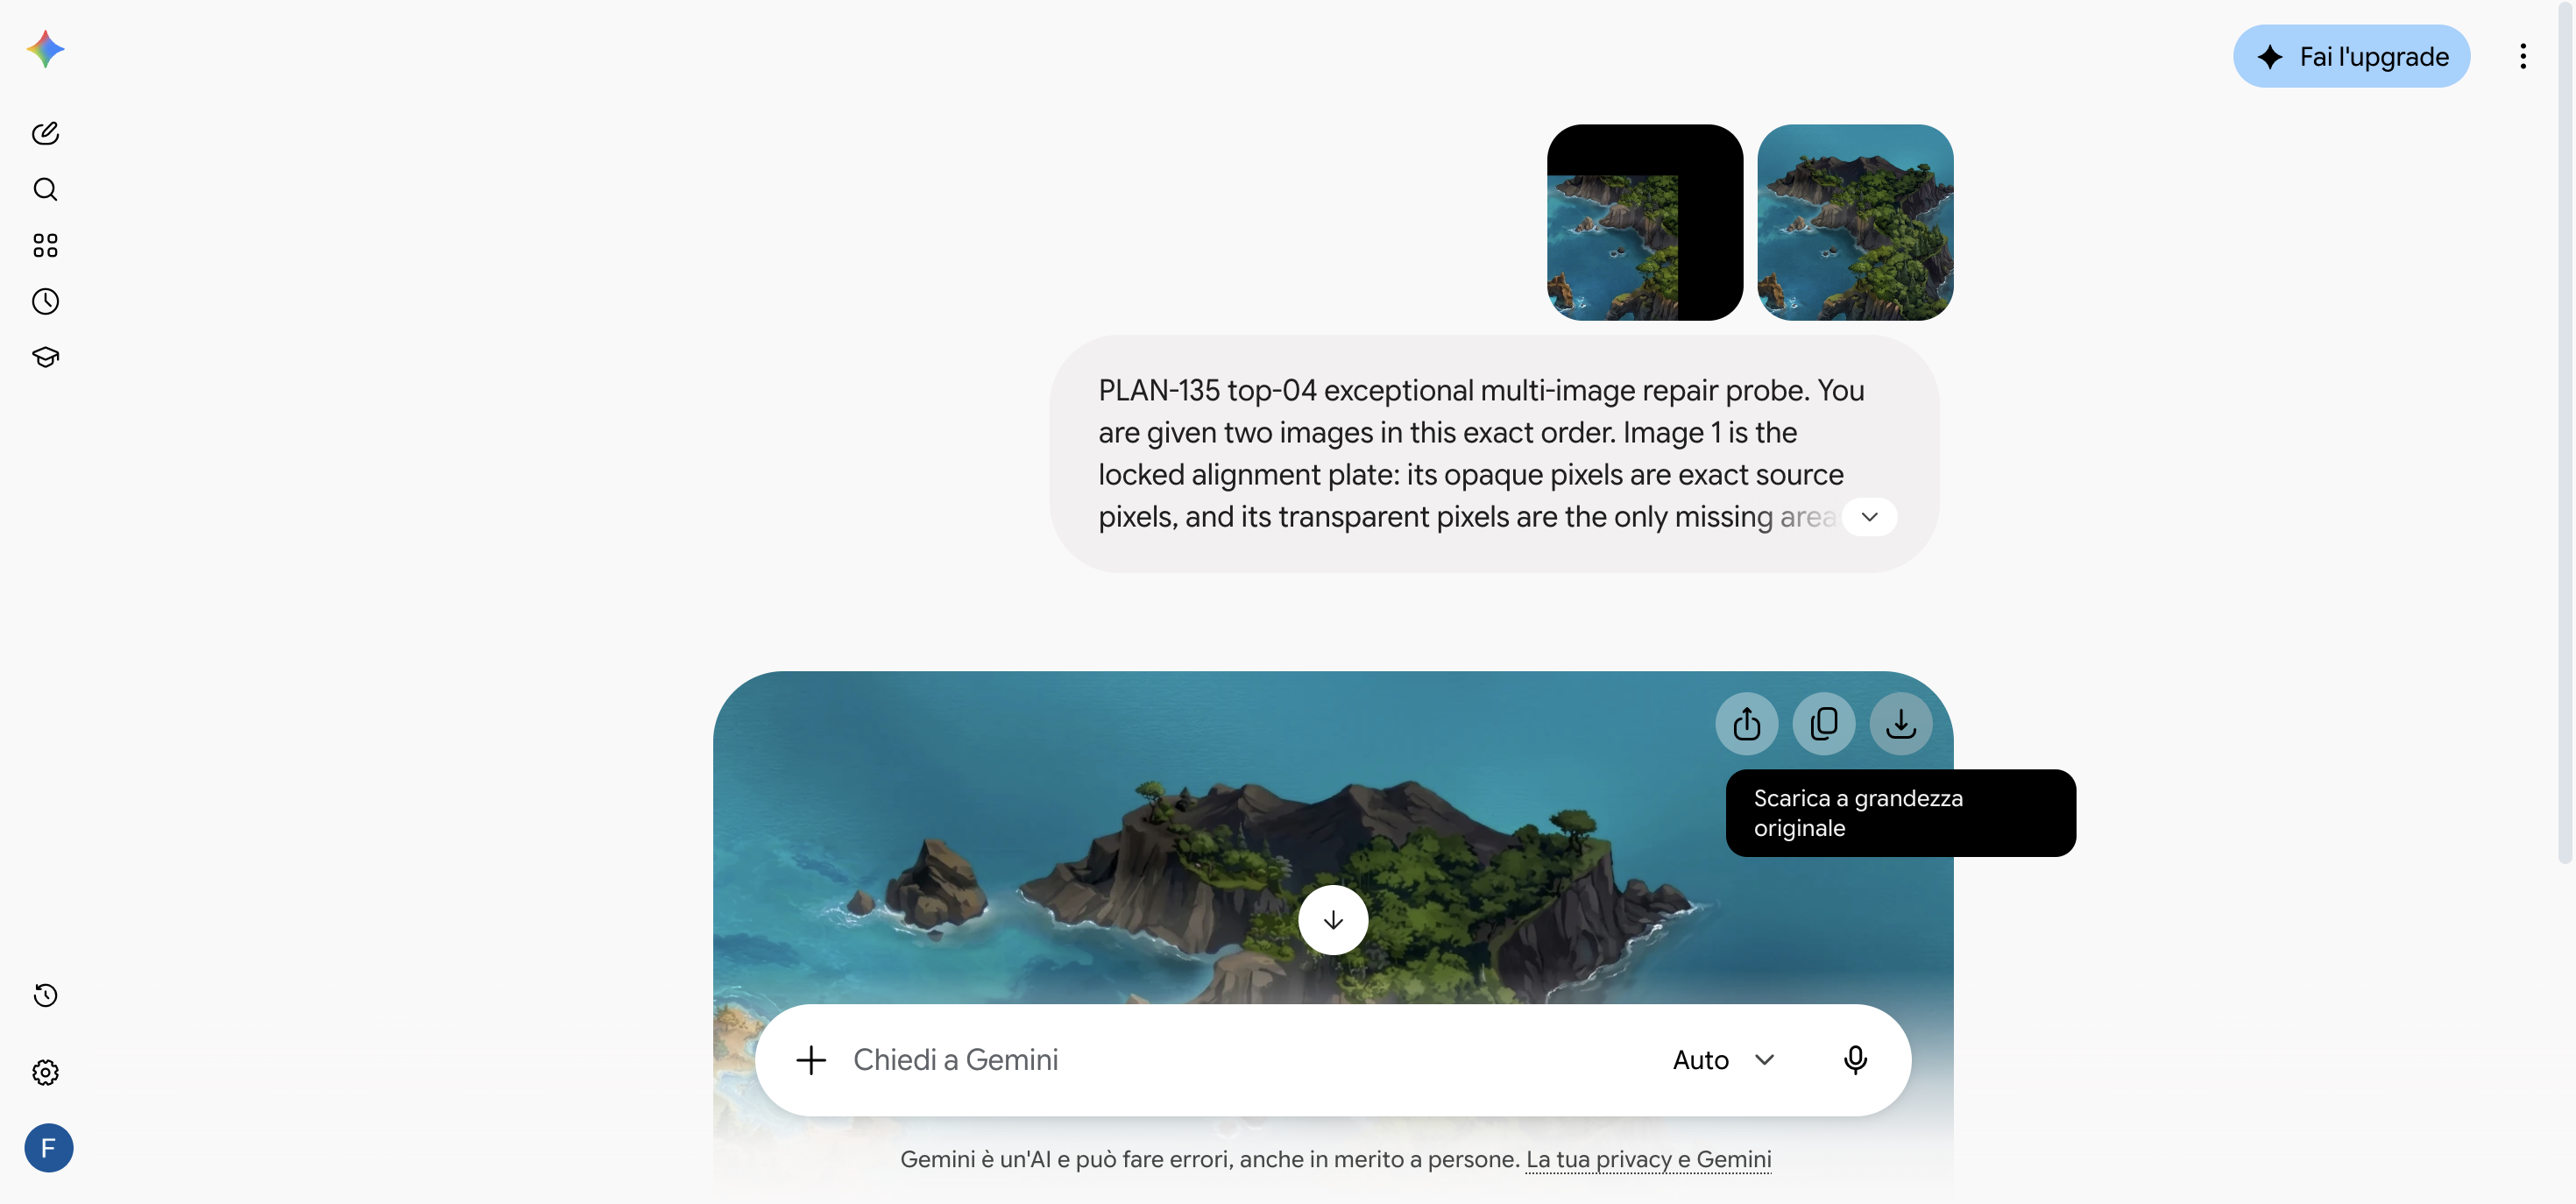 Fai l'upgrade
PLAN-135 top-04 exceptional multi-image repair probe. You
are given two images in this exact order. Image 1 is the
locked alignment plate: its opaque pixels are exact source
pixels, and its transparent pixels are the only missing area
Scarica a grandezza
originale
Chiedi a Gemini
Auto
F
Gemini è un'AI e può fare errori, anche in merito a persone. La tua privacy e Gemini